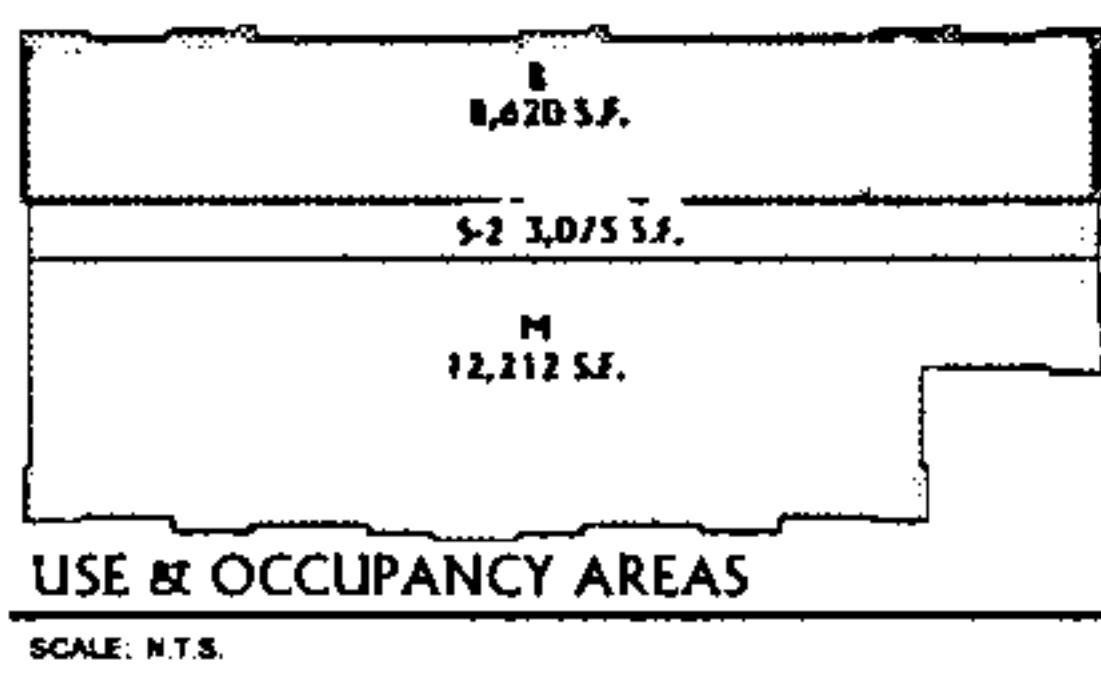 B
8,620 S.F.
S-2 3,075 S.F.
M
12,212 S.F.
USE & OCCUPANCY AREAS
SCALE: N.T.S.